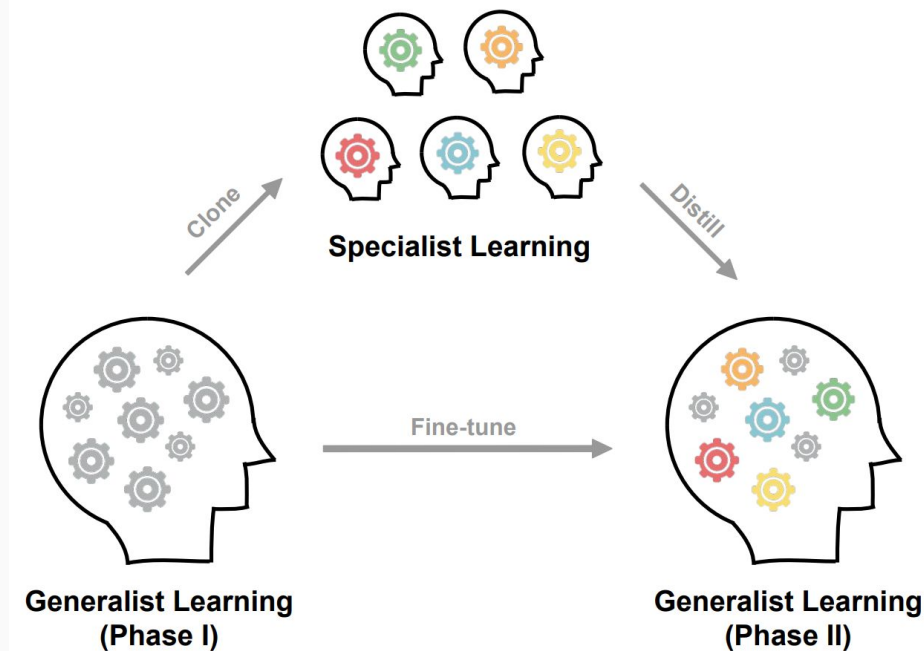 Clone
Distill
Specialist Learning
Fine-tune
Generalist Learning
(Phase I)
Generalist Learning
(Phase II)